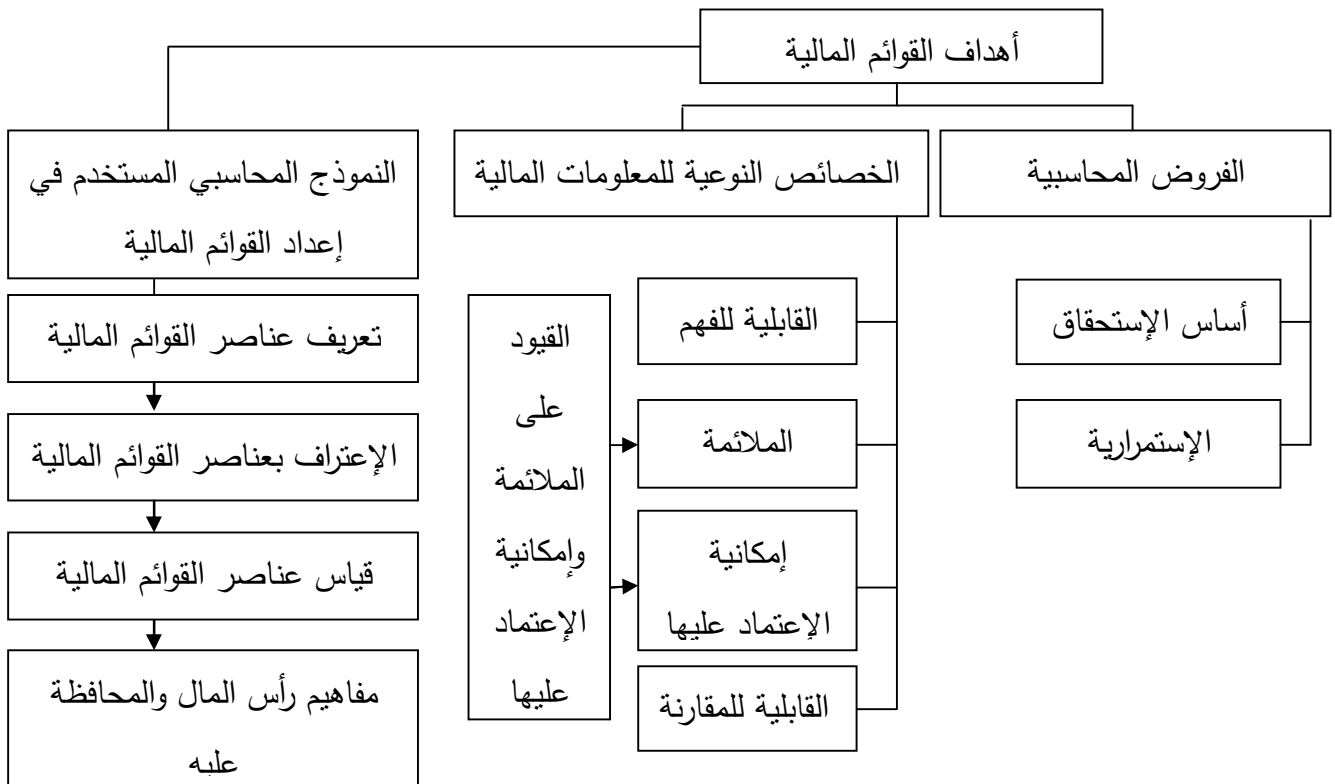 أهداف القوائم المالية
الفروض المحاسبية
أساس الإستحقاق
الإستمرارية
الخصائص النوعية للمعلومات المالية
القابلية للفهم
الملائمة
إمكانية
الإعتماد عليها
القابلية للمقارنة
القيود
على
الملائمة
وإمكانية
الإعتماد
عليها
النموذج المحاسبي المستخدم في
إعداد القوائم المالية
تعريف عناصر القوائم المالية
الإعتراف بعناصر القوائم المالية
قياس عناصر القوائم المالية
مفاهيم رأس المال والمحافظة
عليه